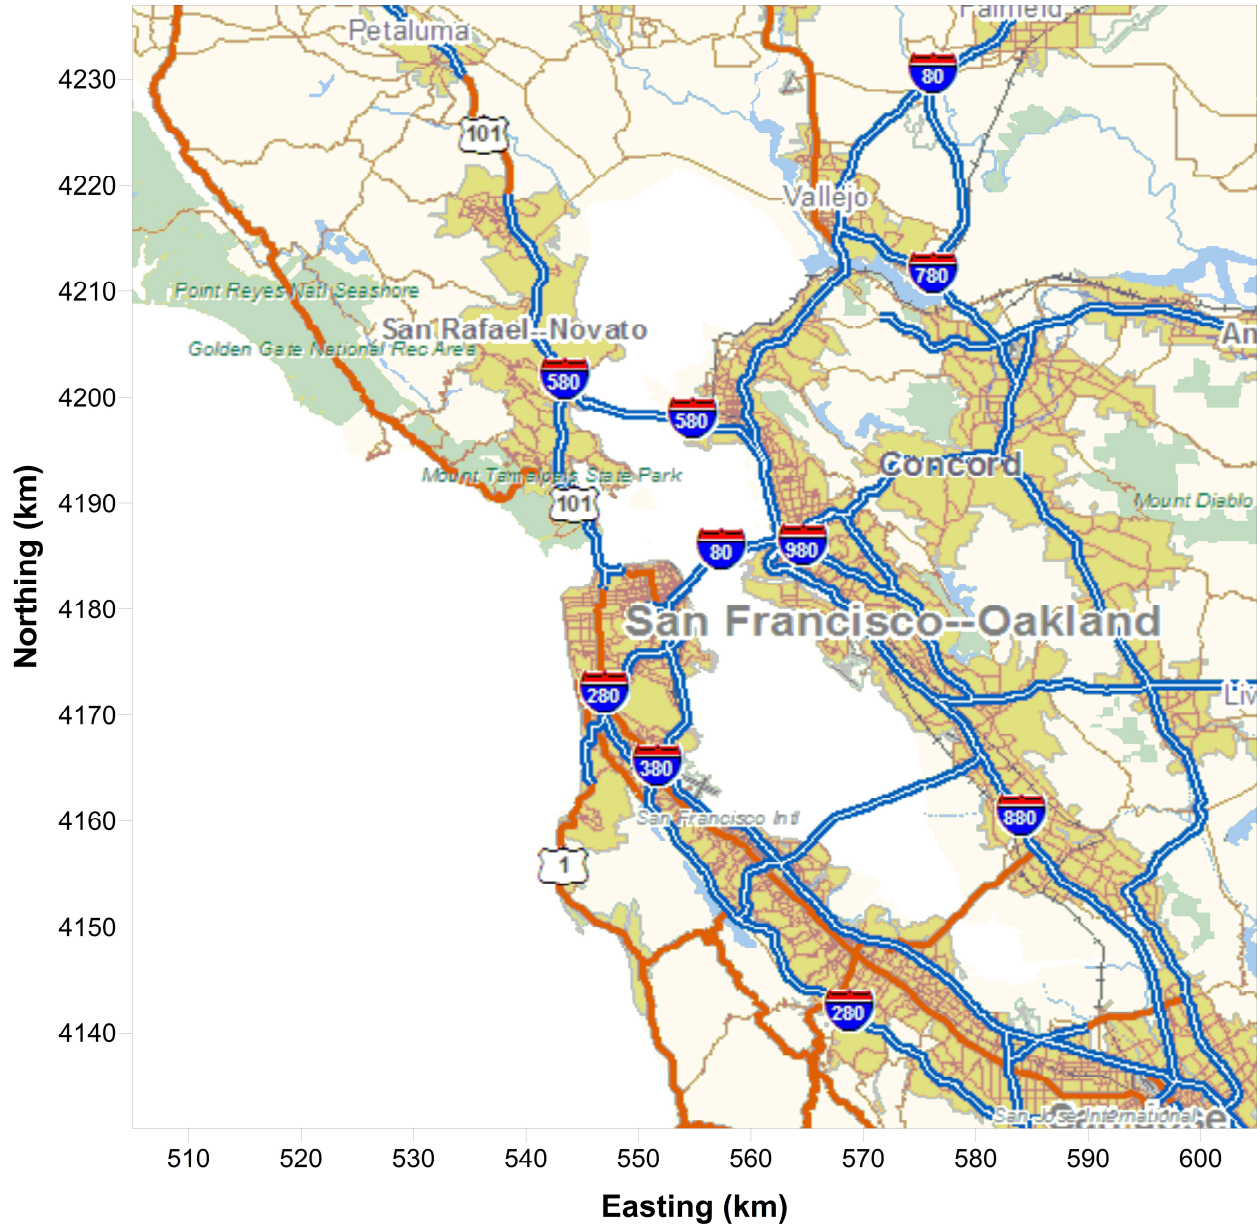 Petaluma
Fairfield
4230
80
101
4220
Vallejo
780
4210
Point Reyes Natl Seashore
San Rafael--Novato
An
Golden Gate National Rec Area
580
4200
580
Concord
Mount Tamalpais State Park
4190
101
Mount Diablo
80
980
4180
San Francisco--Oakland
280
Liv
4170
380
4160
San Francisco Intl
880
1
4150
280
4140
San Jose International
510
520
530
540
550
560
570
580
590
600
Easting (km)
Northing (km)